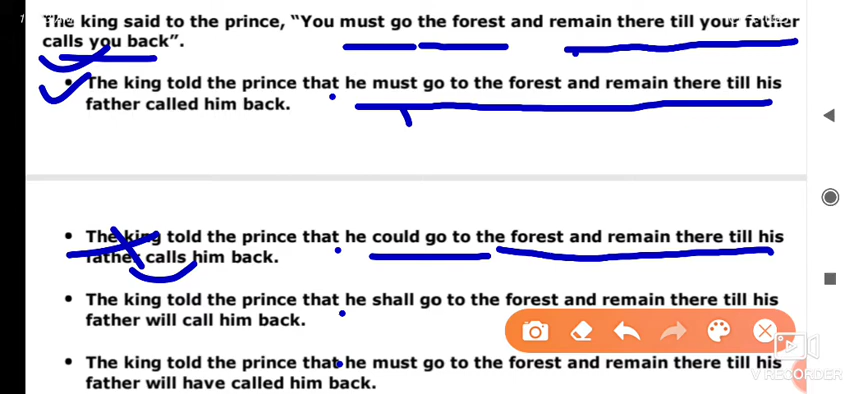 The king said to the prince, “You must go the forest and remain there till your father
calls you back”.
• The king told the prince that he must go to the forest and remain there till his
father called him back.
• The king told the prince that he could go to the forest and remain there till his
father calls him back.
• The king told the prince that he shall go to the forest and remain there till his
father will call him back.
• The king told the prince that he must go to the forest and remain there till his
father will have called him back.
RECORDER